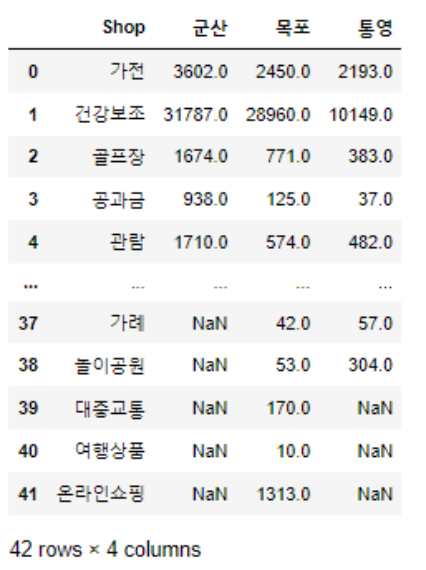 Shop 군산 목포 통영
0 가전 3602.0 2450.0 2193.0
1 건강보조 31787.0 28960.0 10149.0
2 골프장 1674.0 771.0 383.0
3 공과금 938.0 125.0 37.0
4 관람 1710.0 574.0 482.0
... ... ... ... ...
37 가례 NaN 42.0 57.0
38 놀이공원 NaN 53.0 304.0
39 대중교통 NaN 170.0 NaN
40 여행상품 NaN 10.0 NaN
41 온라인쇼핑 NaN 1313.0 NaN
42 rows × 4 columns